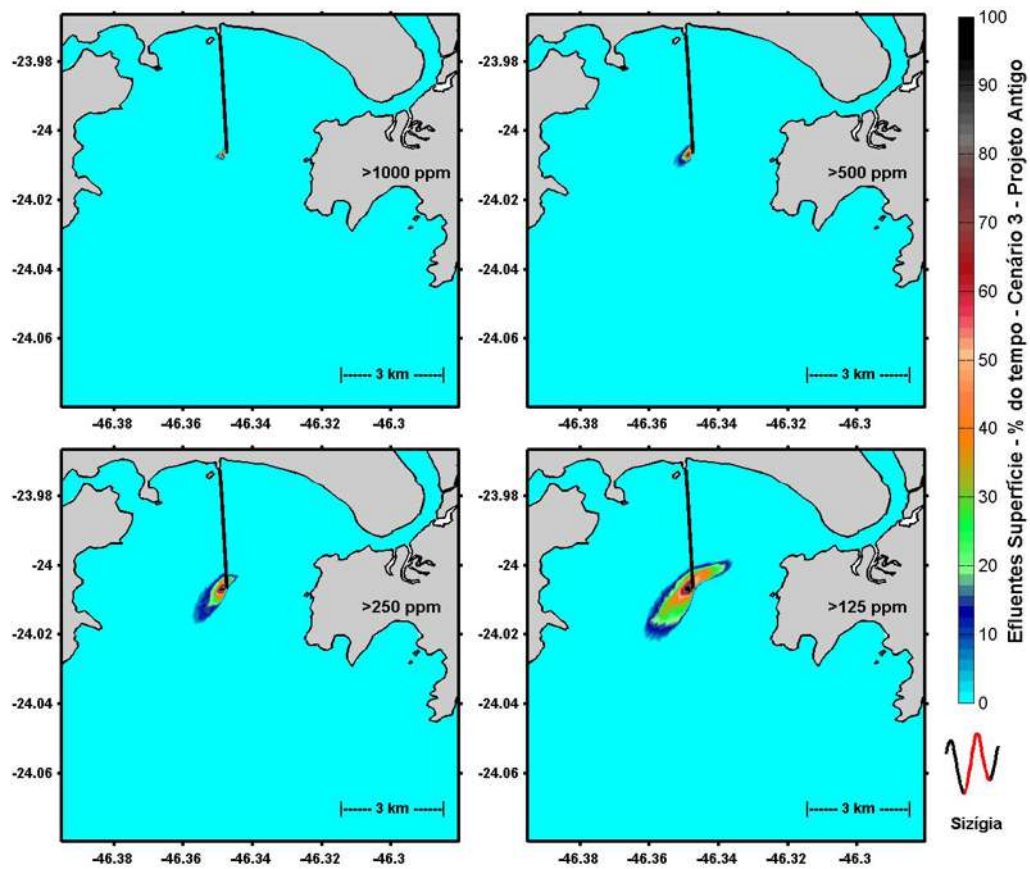 -23.98
-24
-24.02
-24.04
-24.06
>1000 ppm
|------ 3 km ------|
-46.38 -46.36 -46.34 -46.32 -46.3
-23.98
-24
-24.02
-24.04
-24.06
>500 ppm
|------ 3 km ------|
-46.38 -46.36 -46.34 -46.32 -46.3
-23.98
-24
-24.02
-24.04
-24.06
>250 ppm
|------ 3 km ------|
-46.38 -46.36 -46.34 -46.32 -46.3
-23.98
-24
-24.02
-24.04
-24.06
>125 ppm
|------ 3 km ------|
-46.38 -46.36 -46.34 -46.32 -46.3
100
90
80
70
60
50
40
30
20
10
0
Efluentes Superfície - % do tempo - Cenário 3 - Projeto Antigo
Sizígia